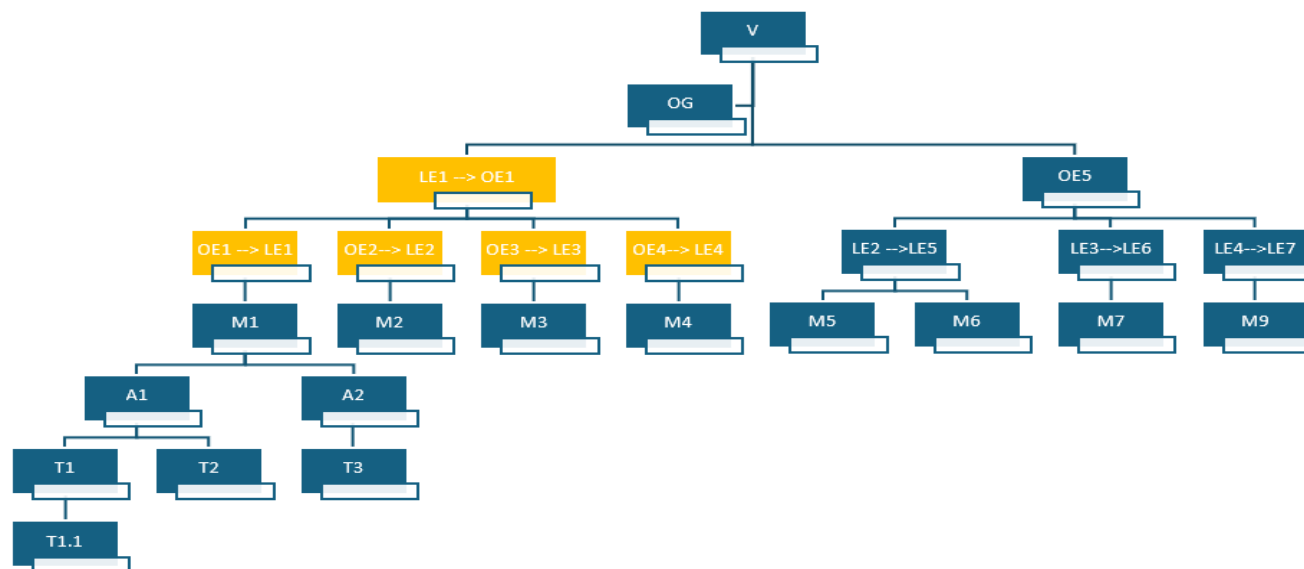 V
OG
LE1 --> OE1
OE5
OE1 --> LE1
OE2--> LE2
OE3 --> LE3
OE4--> LE4
LE2 -->LE5
LE3-->LE6
LE4-->LE7
M1
M2
M3
M4
M5
M6
M7
M9
A1
A2
T1
T2
T3
T1.1